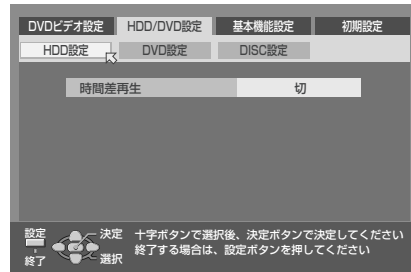 DVDビデオ設定 HDD/DVD設定 基本機能設定 初期設定
HDD設定 DVD設定 DISC設定
時間差再生 切
設定 決定 十字ボタンで選択後、決定ボタンで決定してください
終了 選択 終了する場合は、設定ボタンを押してください